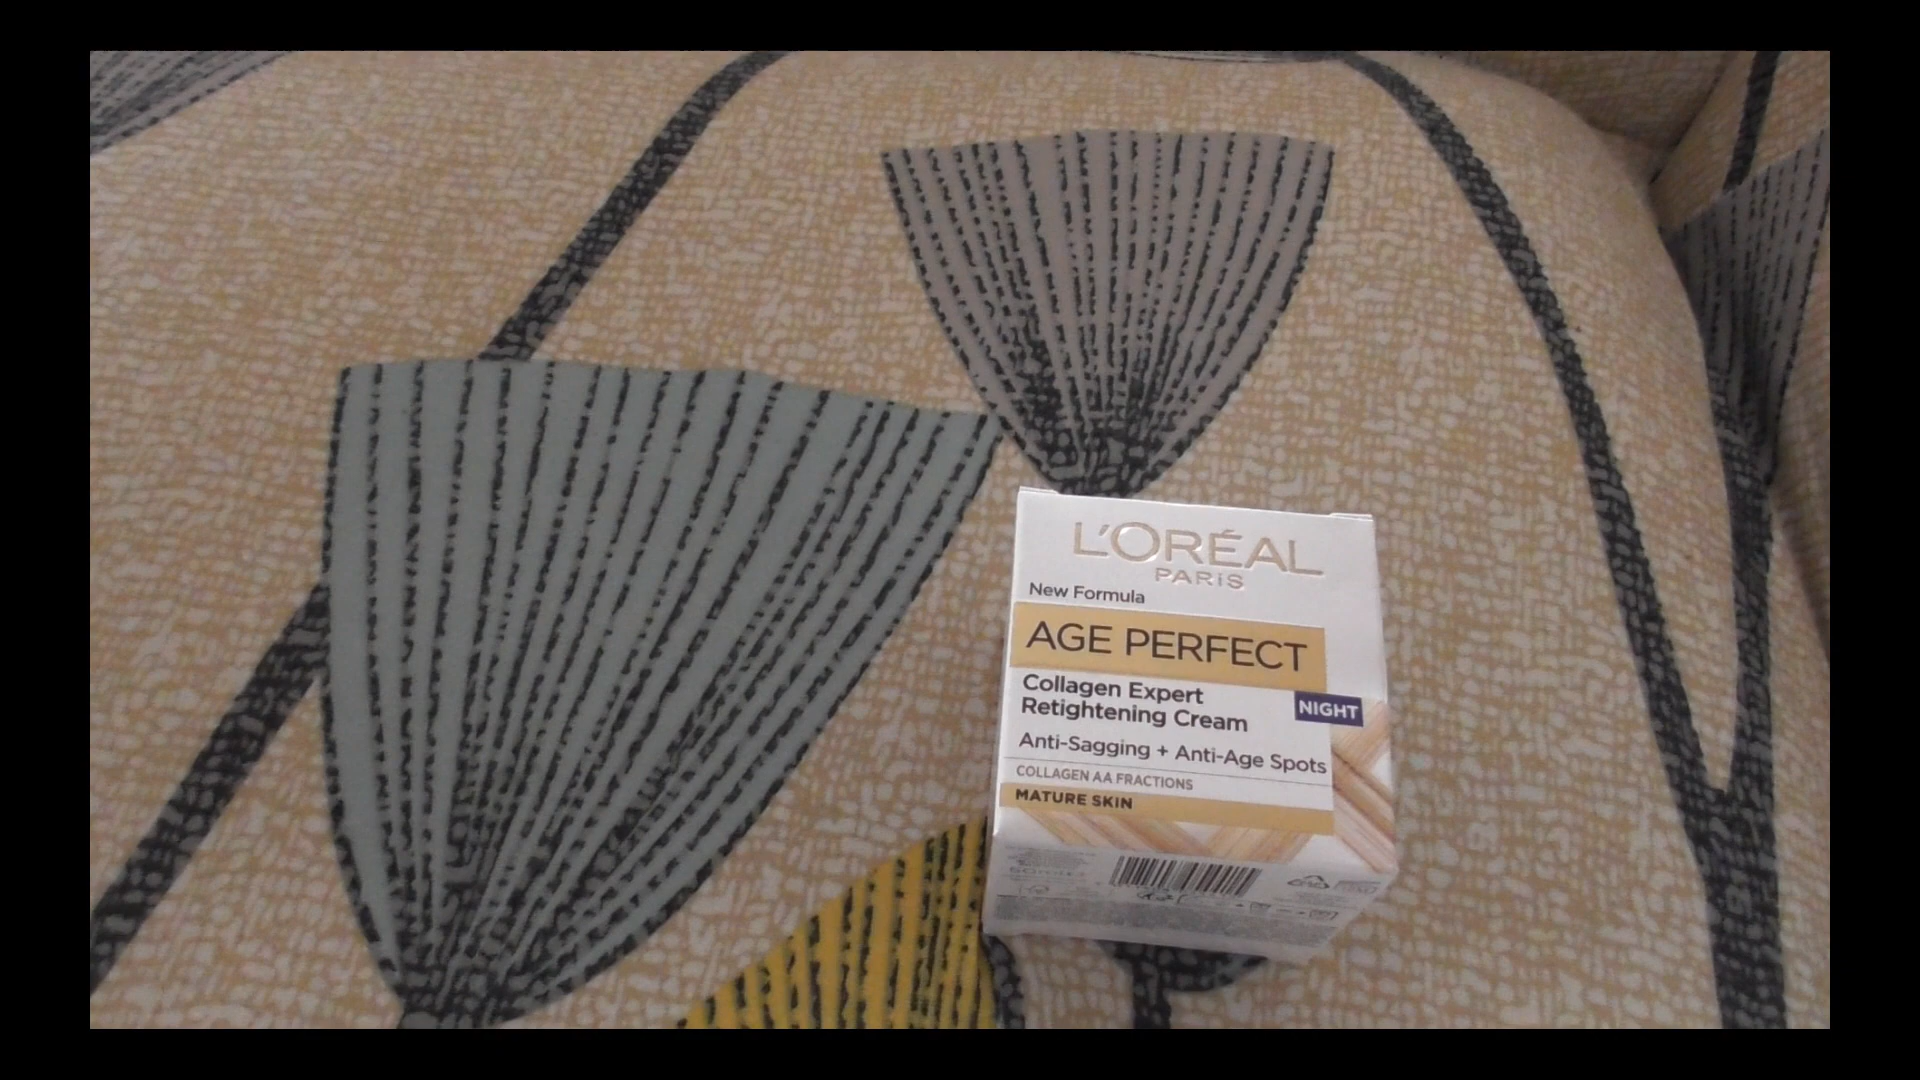 L'ORÉAL
PARIS
New Formula
AGE PERFECT
Collagen Expert
Retightening Cream
NIGHT
Anti-Sagging + Anti-Age Spots
COLLAGEN AA FRACTIONS
MATURE SKIN